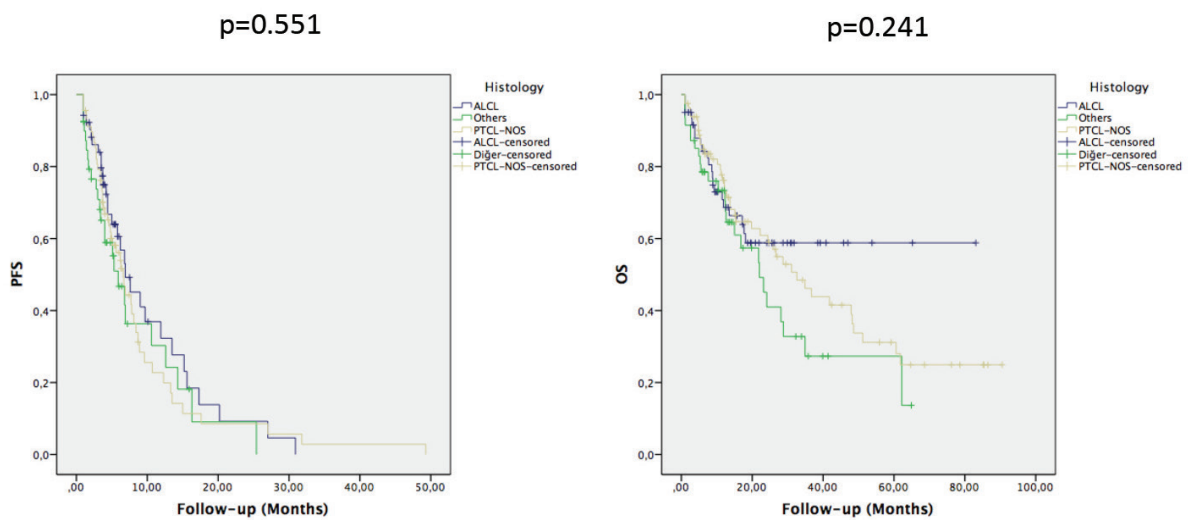 p=0.551
p=0.241
Histology
ALCL
Others
PTCL-NOS
ALCL-censored
Diğer-censored
PTCL-NOS-censored
1,0
0,8
0,6
0,4
0,2
0,0
PFS
,00
10,00
20,00
30,00
40,00
50,00
Follow-up (Months)
Histology
ALCL
Others
PTCL-NOS
ALCL-censored
Diğer-censored
PTCL-NOS-censored
1,0
0,8
0,6
0,4
0,2
0,0
OS
,00
20,00
40,00
60,00
80,00
100,00
Follow-up (Months)